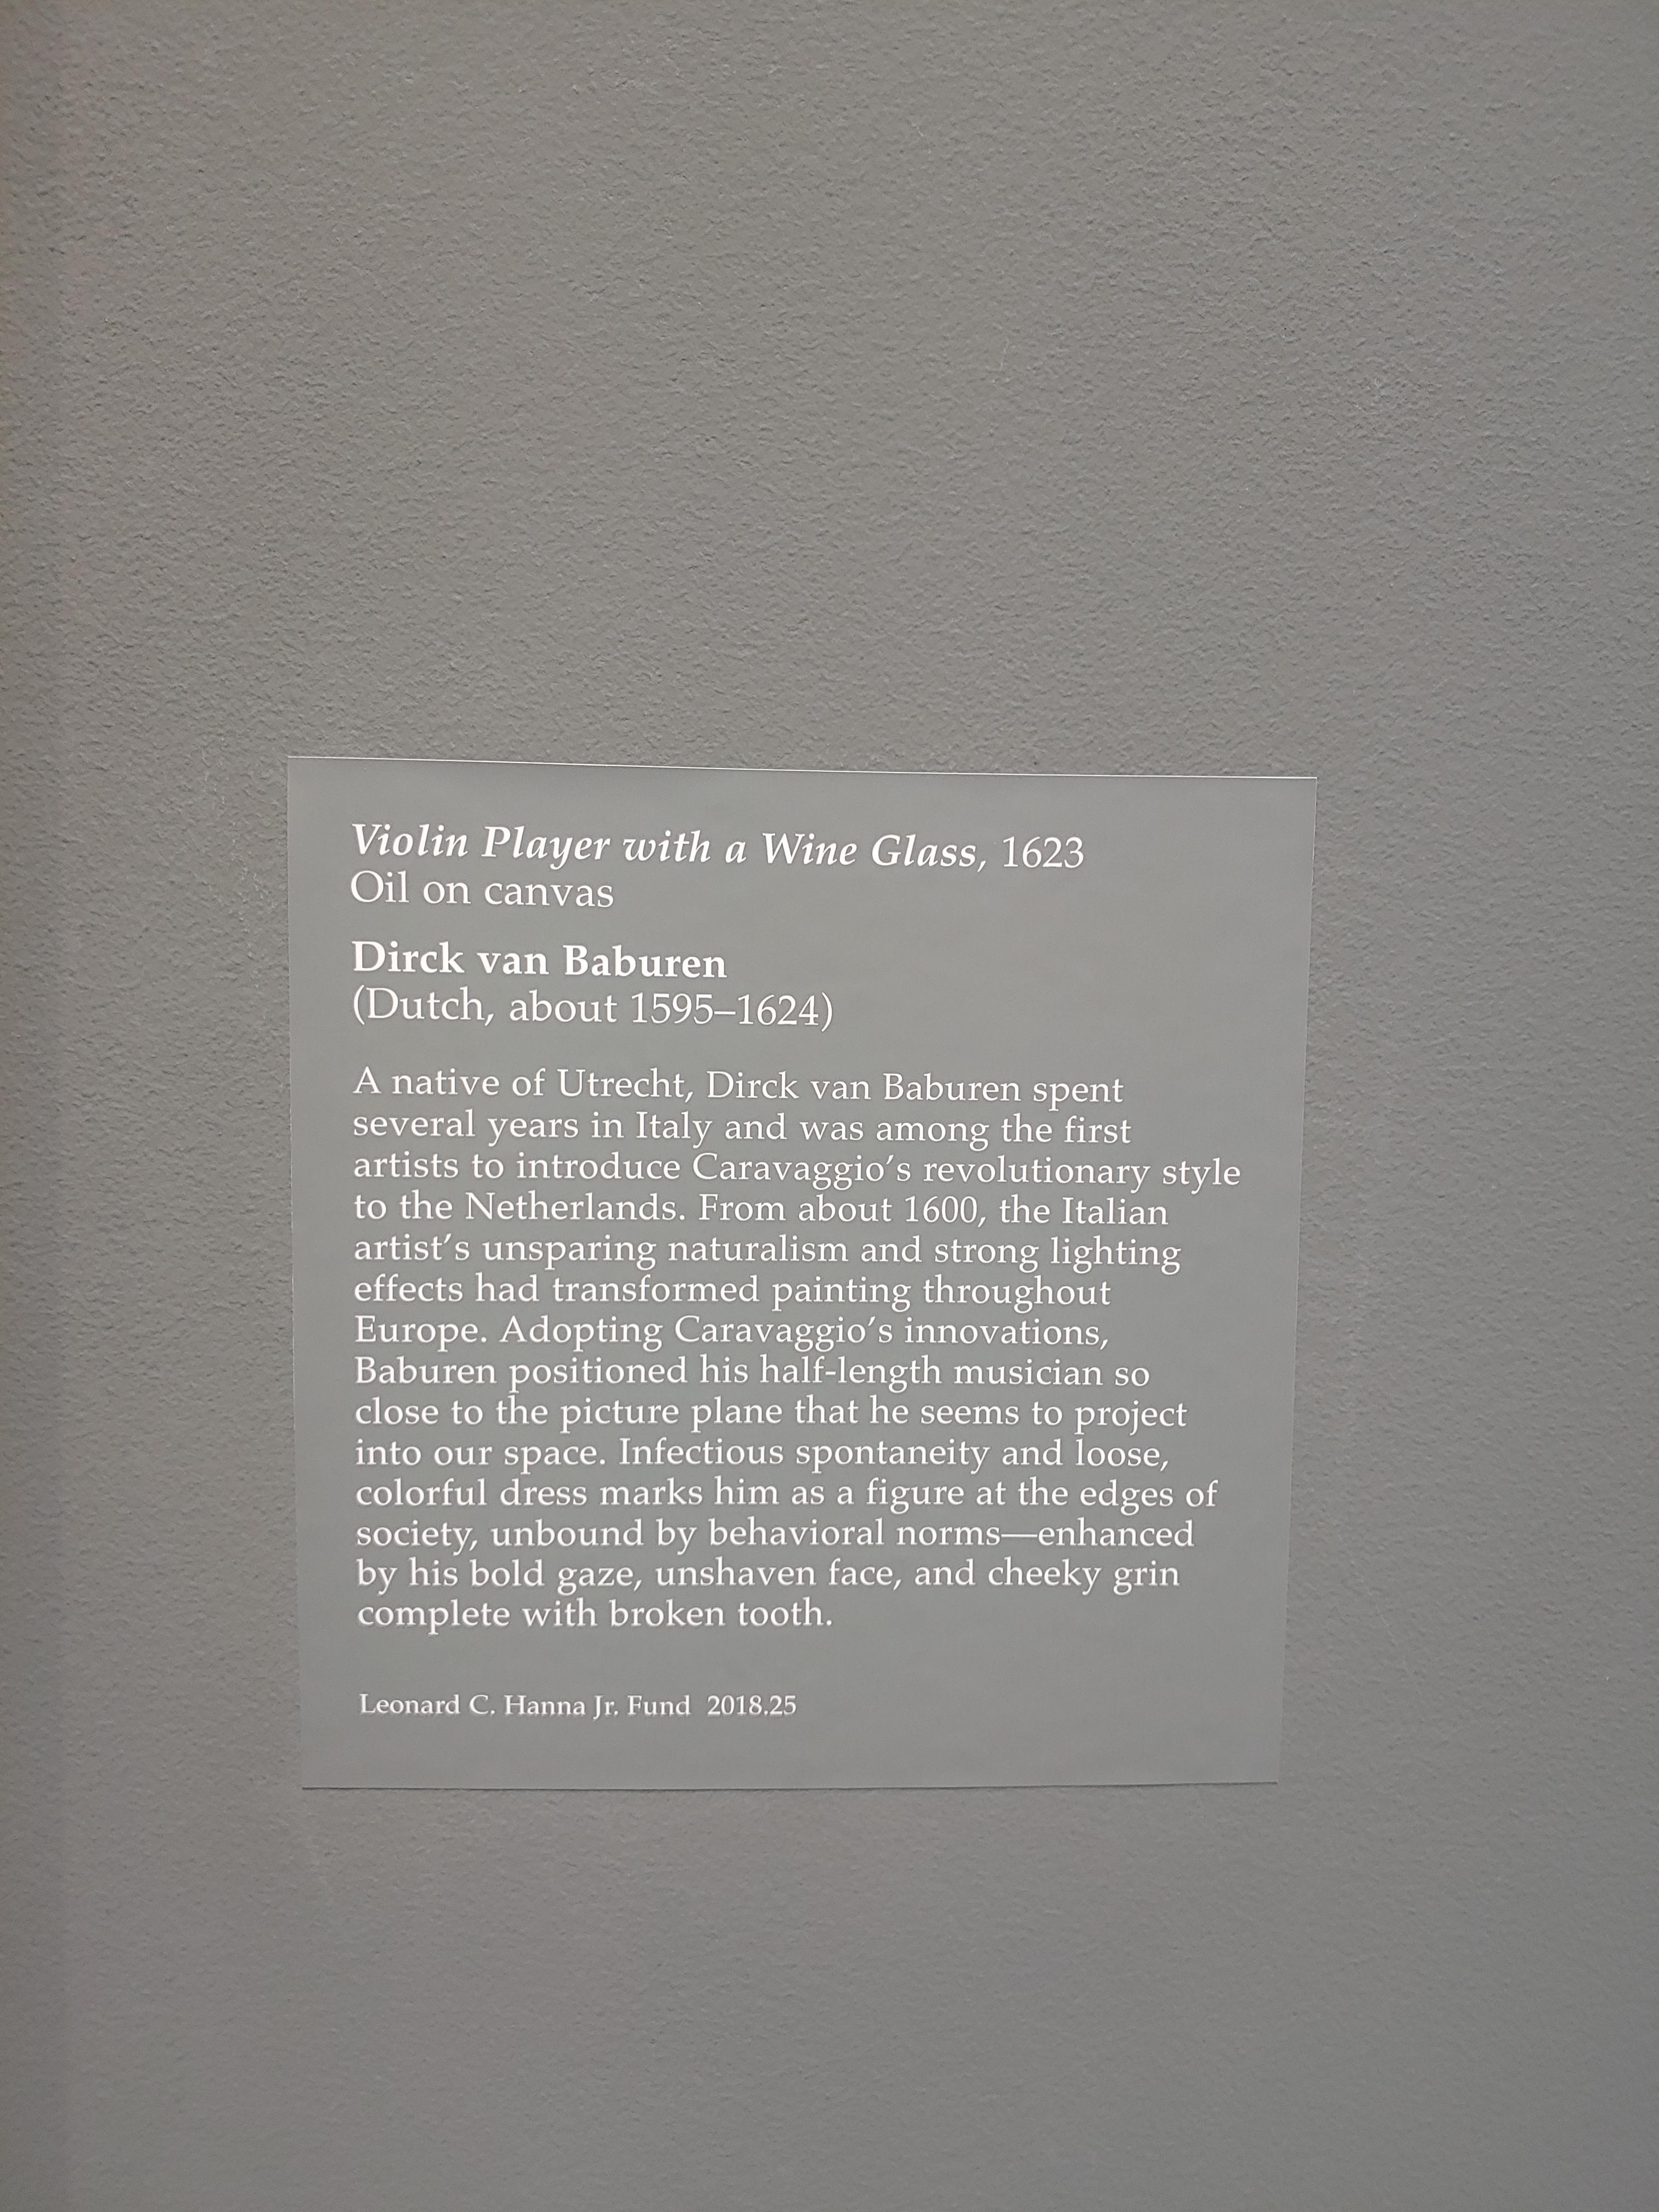 Violin Player with a Wine Glass, 1623
Oil on canvas
Dirck van Baburen
(Dutch, about 1595–1624)
A native of Utrecht, Dirck van Baburen spent
several years in Italy and was among the first
artists to introduce Caravaggio's revolutionary style
to the Netherlands. From about 1600, the Italian
artist's unsparing naturalism and strong lighting
effects had transformed painting throughout
Europe. Adopting Caravaggio's innovations,
Baburen positioned his half-length musician so
close to the picture plane that he seems to project
into our space. Infectious spontaneity and loose,
colorful dress marks him as a figure at the edges of
society, unbound by behavioral norms—enhanced
by his bold gaze, unshaven face, and cheeky grin
complete with broken tooth.
Leonard C. Hanna Jr. Fund  2018.25